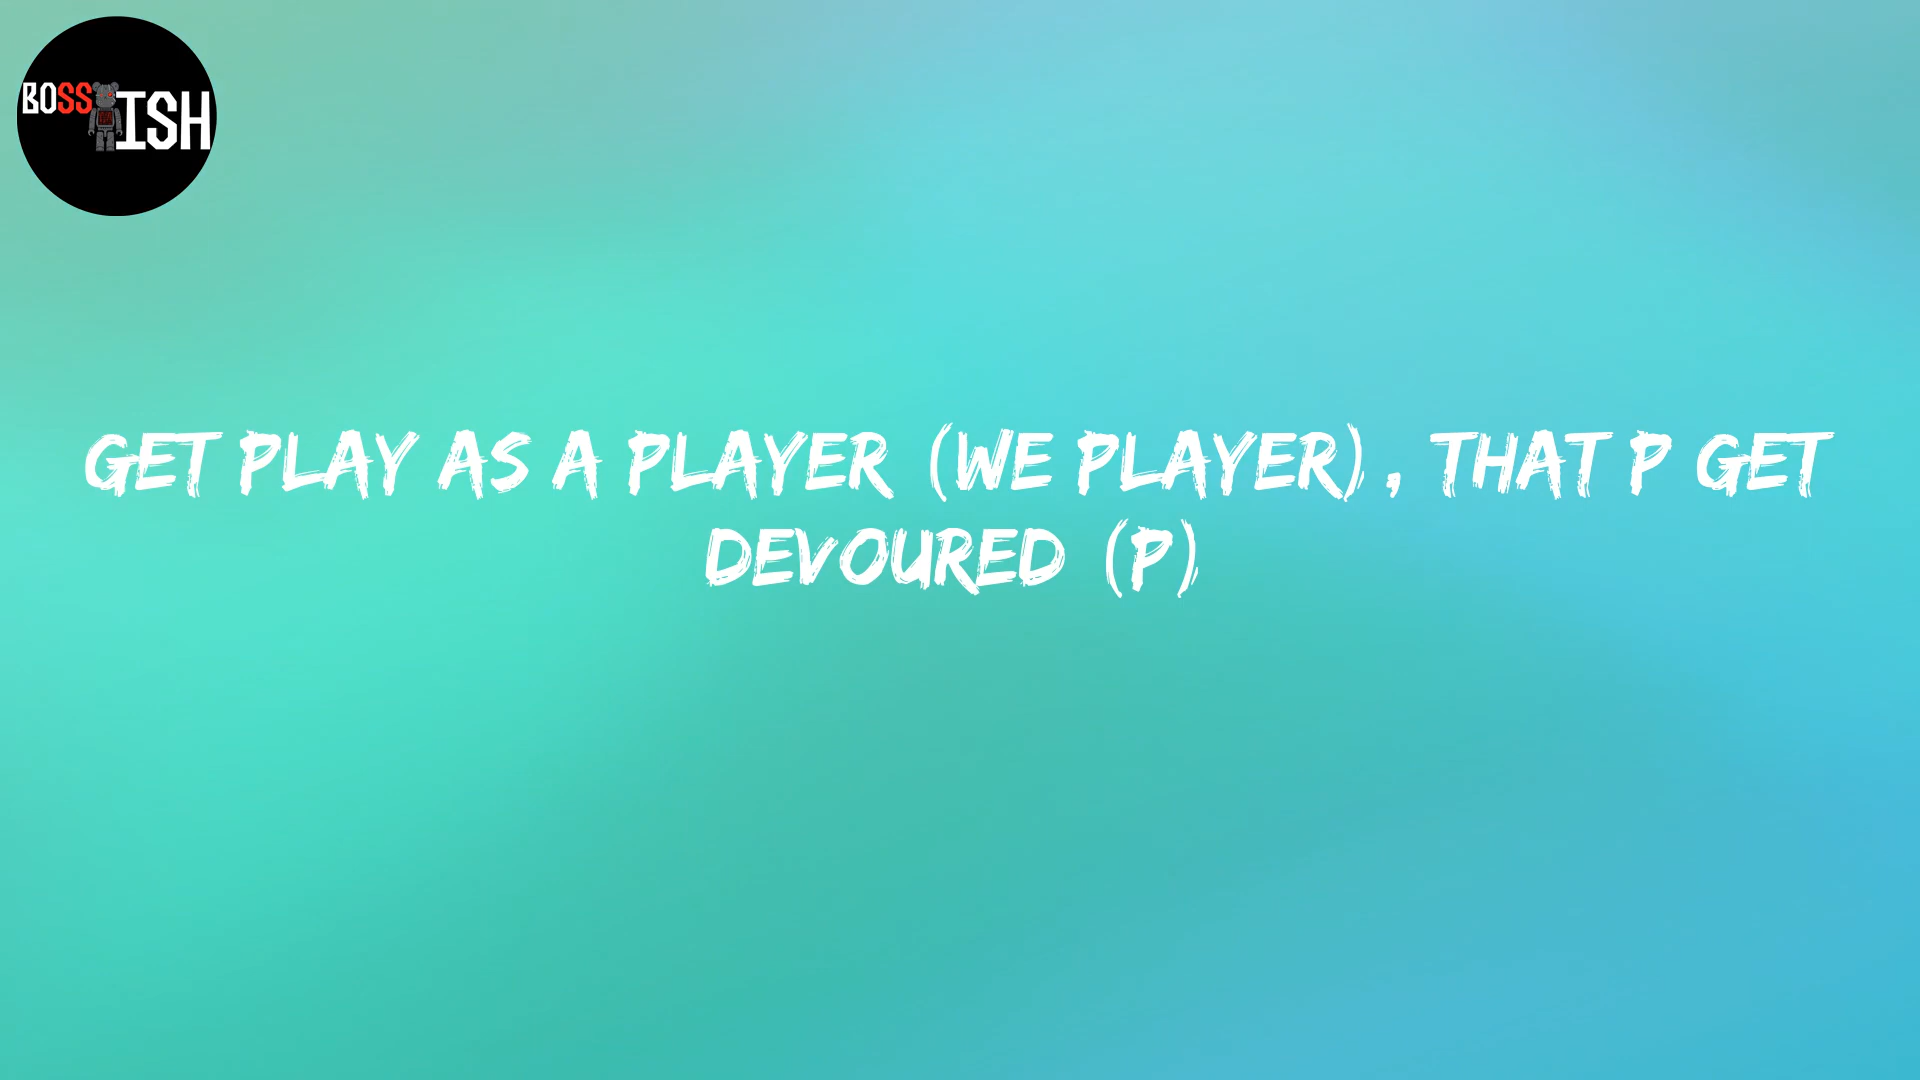 BOSS ISH
GET PLAY AS A PLAYER (WE PLAYER), THAT P GET
DEVOURED (P)